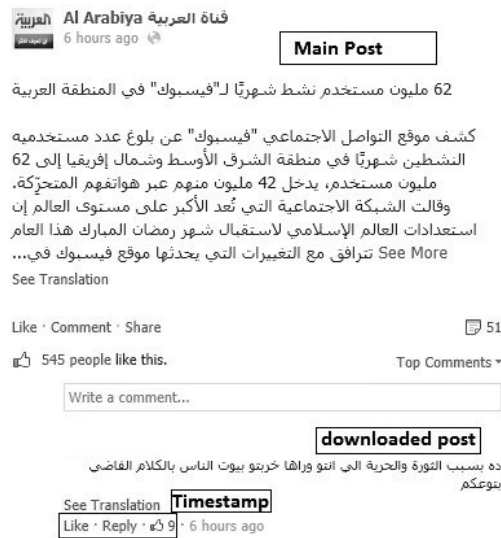 العربية
Al Arabiya قناة العربية
6 hours ago
Main Post
62 مليون مستخدم نشط شهريًّا لـ"فيسبوك" في المنطقة العربية
كشف موقع التواصل الاجتماعي "فيسبوك" عن بلوغ عدد مستخدميه
النشطين شهريًّا في منطقة الشرق الأوسط وشمال إفريقيا إلى 62
مليون مستخدم، يدخل 42 مليون منهم عبر هواتفهم المتحرّكة.
وقالت الشبكة الاجتماعية التي تُعد الأكبر على مستوى العالم إن
استعدادات العالم الإسلامي لاستقبال شهر رمضان المبارك هذا العام
تترافق مع التغييرات التي يحدثها موقع فيسبوك في... See More
See Translation
Like · Comment · Share 51
545 people like this. Top Comments
Write a comment...
downloaded post
ده بسبب الثورة والحرية الي انتو وراها خربتو بيوت الناس بالكلام الفاضي
بتوعكم
See Translation Timestamp
Like · Reply · 9 · 6 hours ago